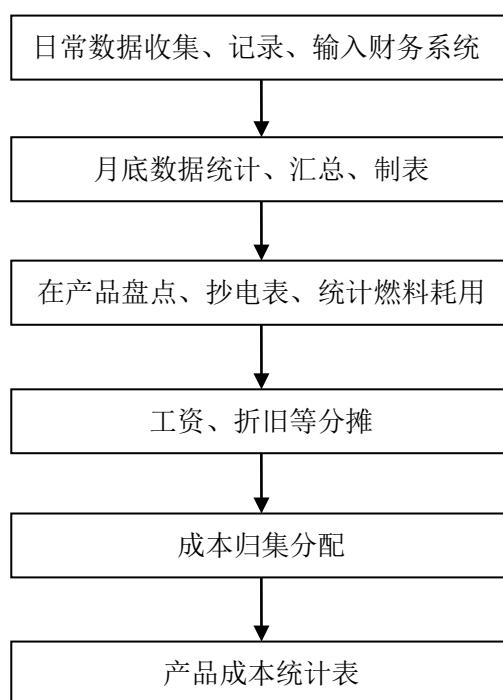 日常数据收集、记录、输入财务系统
月底数据统计、汇总、制表
在产品盘点、抄电表、统计燃料耗用
工资、折旧等分摊
成本归集分配
产品成本统计表